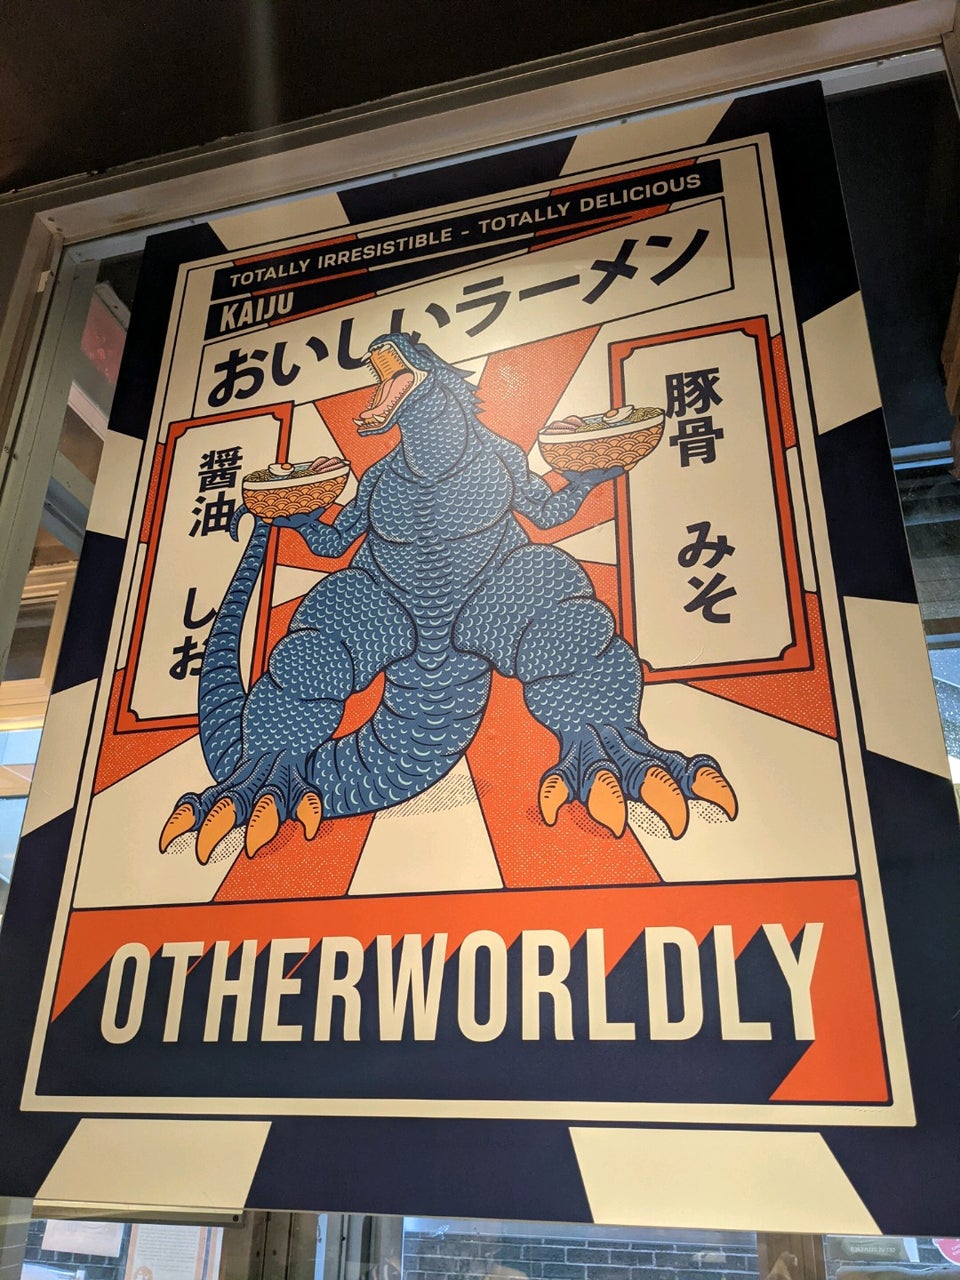 TOTALLY IRRESISTIBLE - TOTALLY DELICIOUS
KAIJU
おいしいラーメン
豚骨 みそ
醤油 しお
OTHERWORLDLY